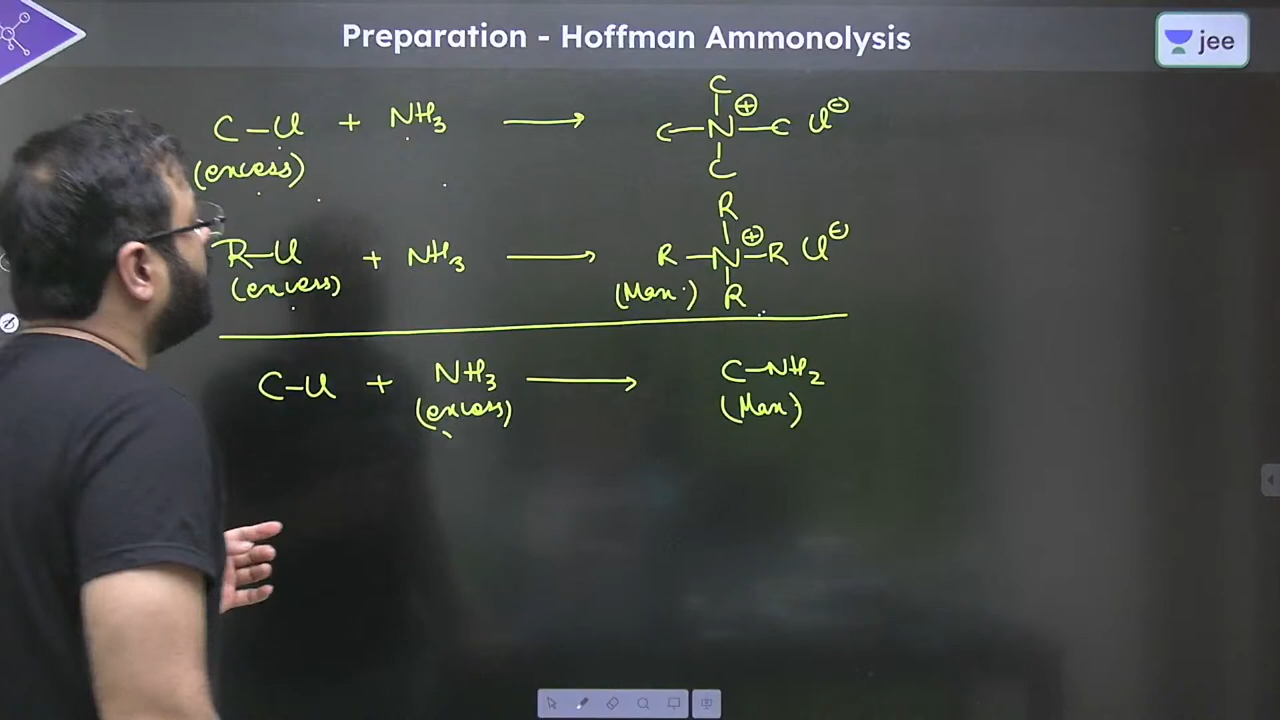 Preparation - Hoffman Ammonolysis
jee
C
C–Cl + NH3 ⟶ C–N⊕–C Cl⊖
(excess)
C
R
R–Cl + NH3 ⟶ R–N⊕–R Cl⊖
(excess) (Max.) R
C–Cl + NH3 ⟶ C–NH2
(excess) (Max)